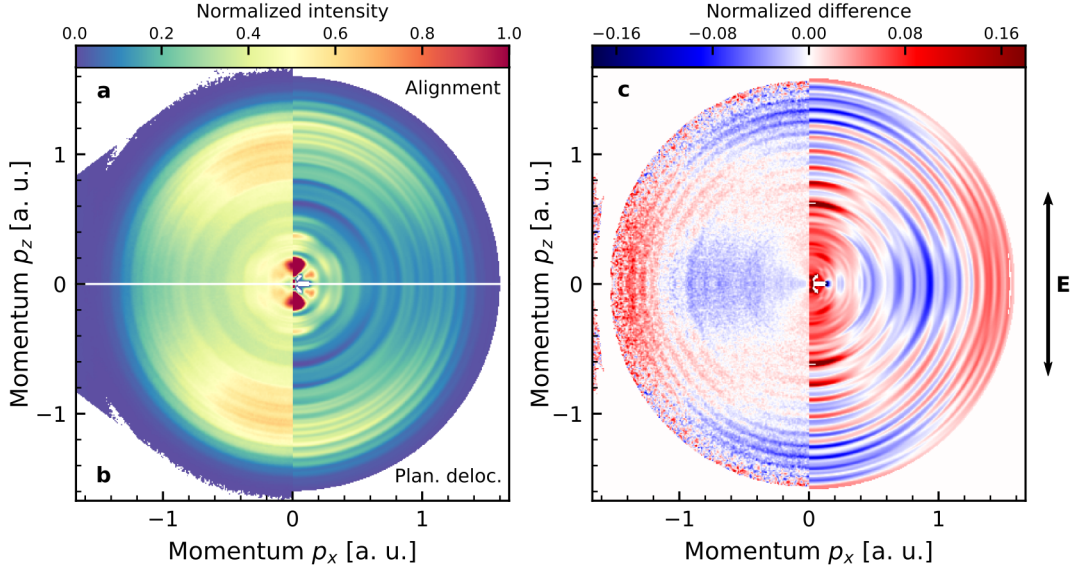 Normalized intensity
0.0 0.2 0.4 0.6 0.8 1.0
a
Alignment
b
Plan. deloc.
Momentum p_z [a. u.]
1
0
−1
−1 0 1
Momentum p_x [a. u.]
Normalized difference
−0.16 −0.08 0.00 0.08 0.16
c
Momentum p_z [a. u.]
1
0
−1
−1 0 1
Momentum p_x [a. u.]
E